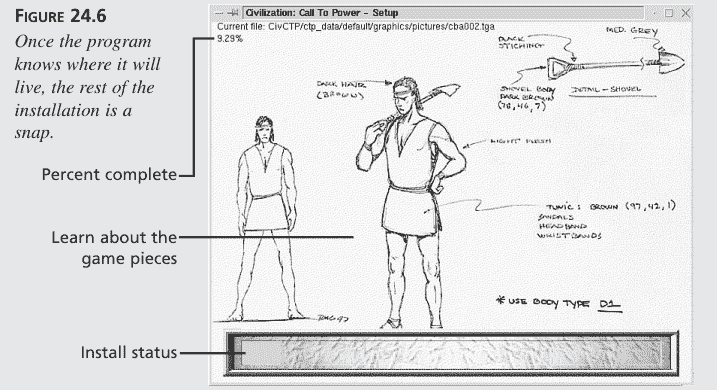 FIGURE 24.6
Once the program
knows where it will
live, the rest of the
installation is a
snap.
Percent complete
Learn about the
game pieces
Install status
Civilization: Call To Power - Setup
Current file: CivCTP/ctp_data/default/graphics/pictures/cba002.tga
9.29%
BLACK
STICHING
MED. GREY
SHOVEL BODY
DARK BROWN
(78,46,7)
DETAIL - SHOVEL
DARK HAIR
(BROWN)
LIGHT FLESH
TUNIC: BROWN (97,42,1)
SANDALS
HEADBAND
WRISTBANDS
* USE BODY TYPE D1